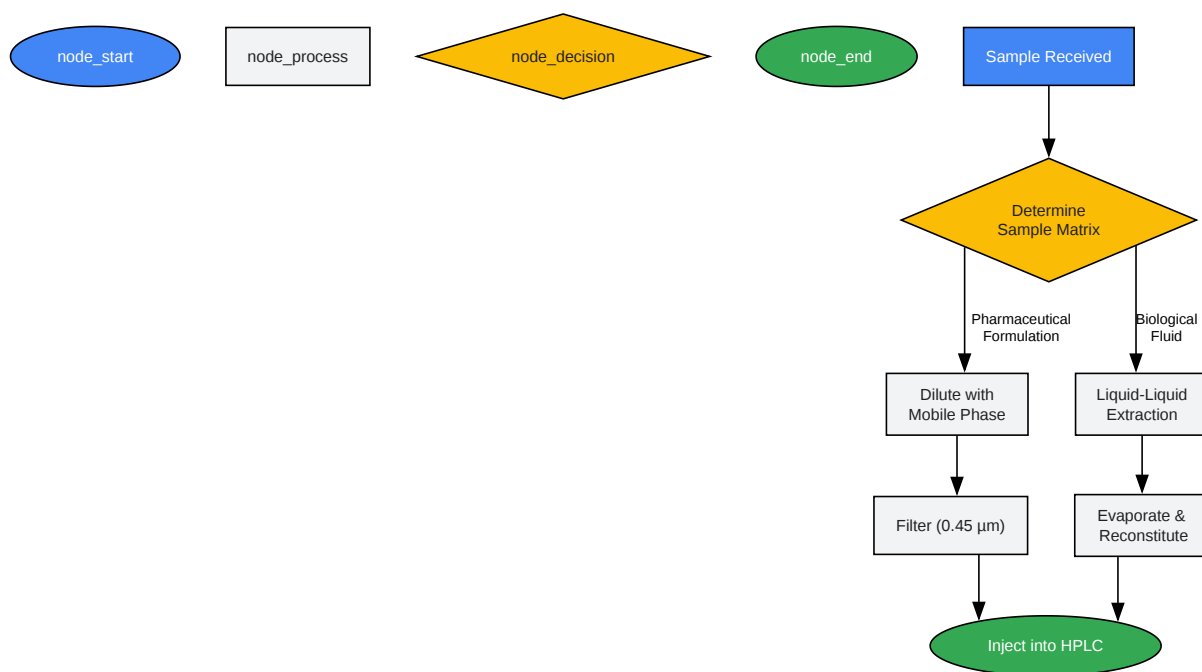 node_start
node_process
node_decision
node_end
Sample Received
Determine
Sample Matrix
Pharmaceutical
Formulation
Biological
Fluid
Dilute with
Mobile Phase
Liquid-Liquid
Extraction
Filter (0.45 µm)
Evaporate &
Reconstitute
Inject into HPLC